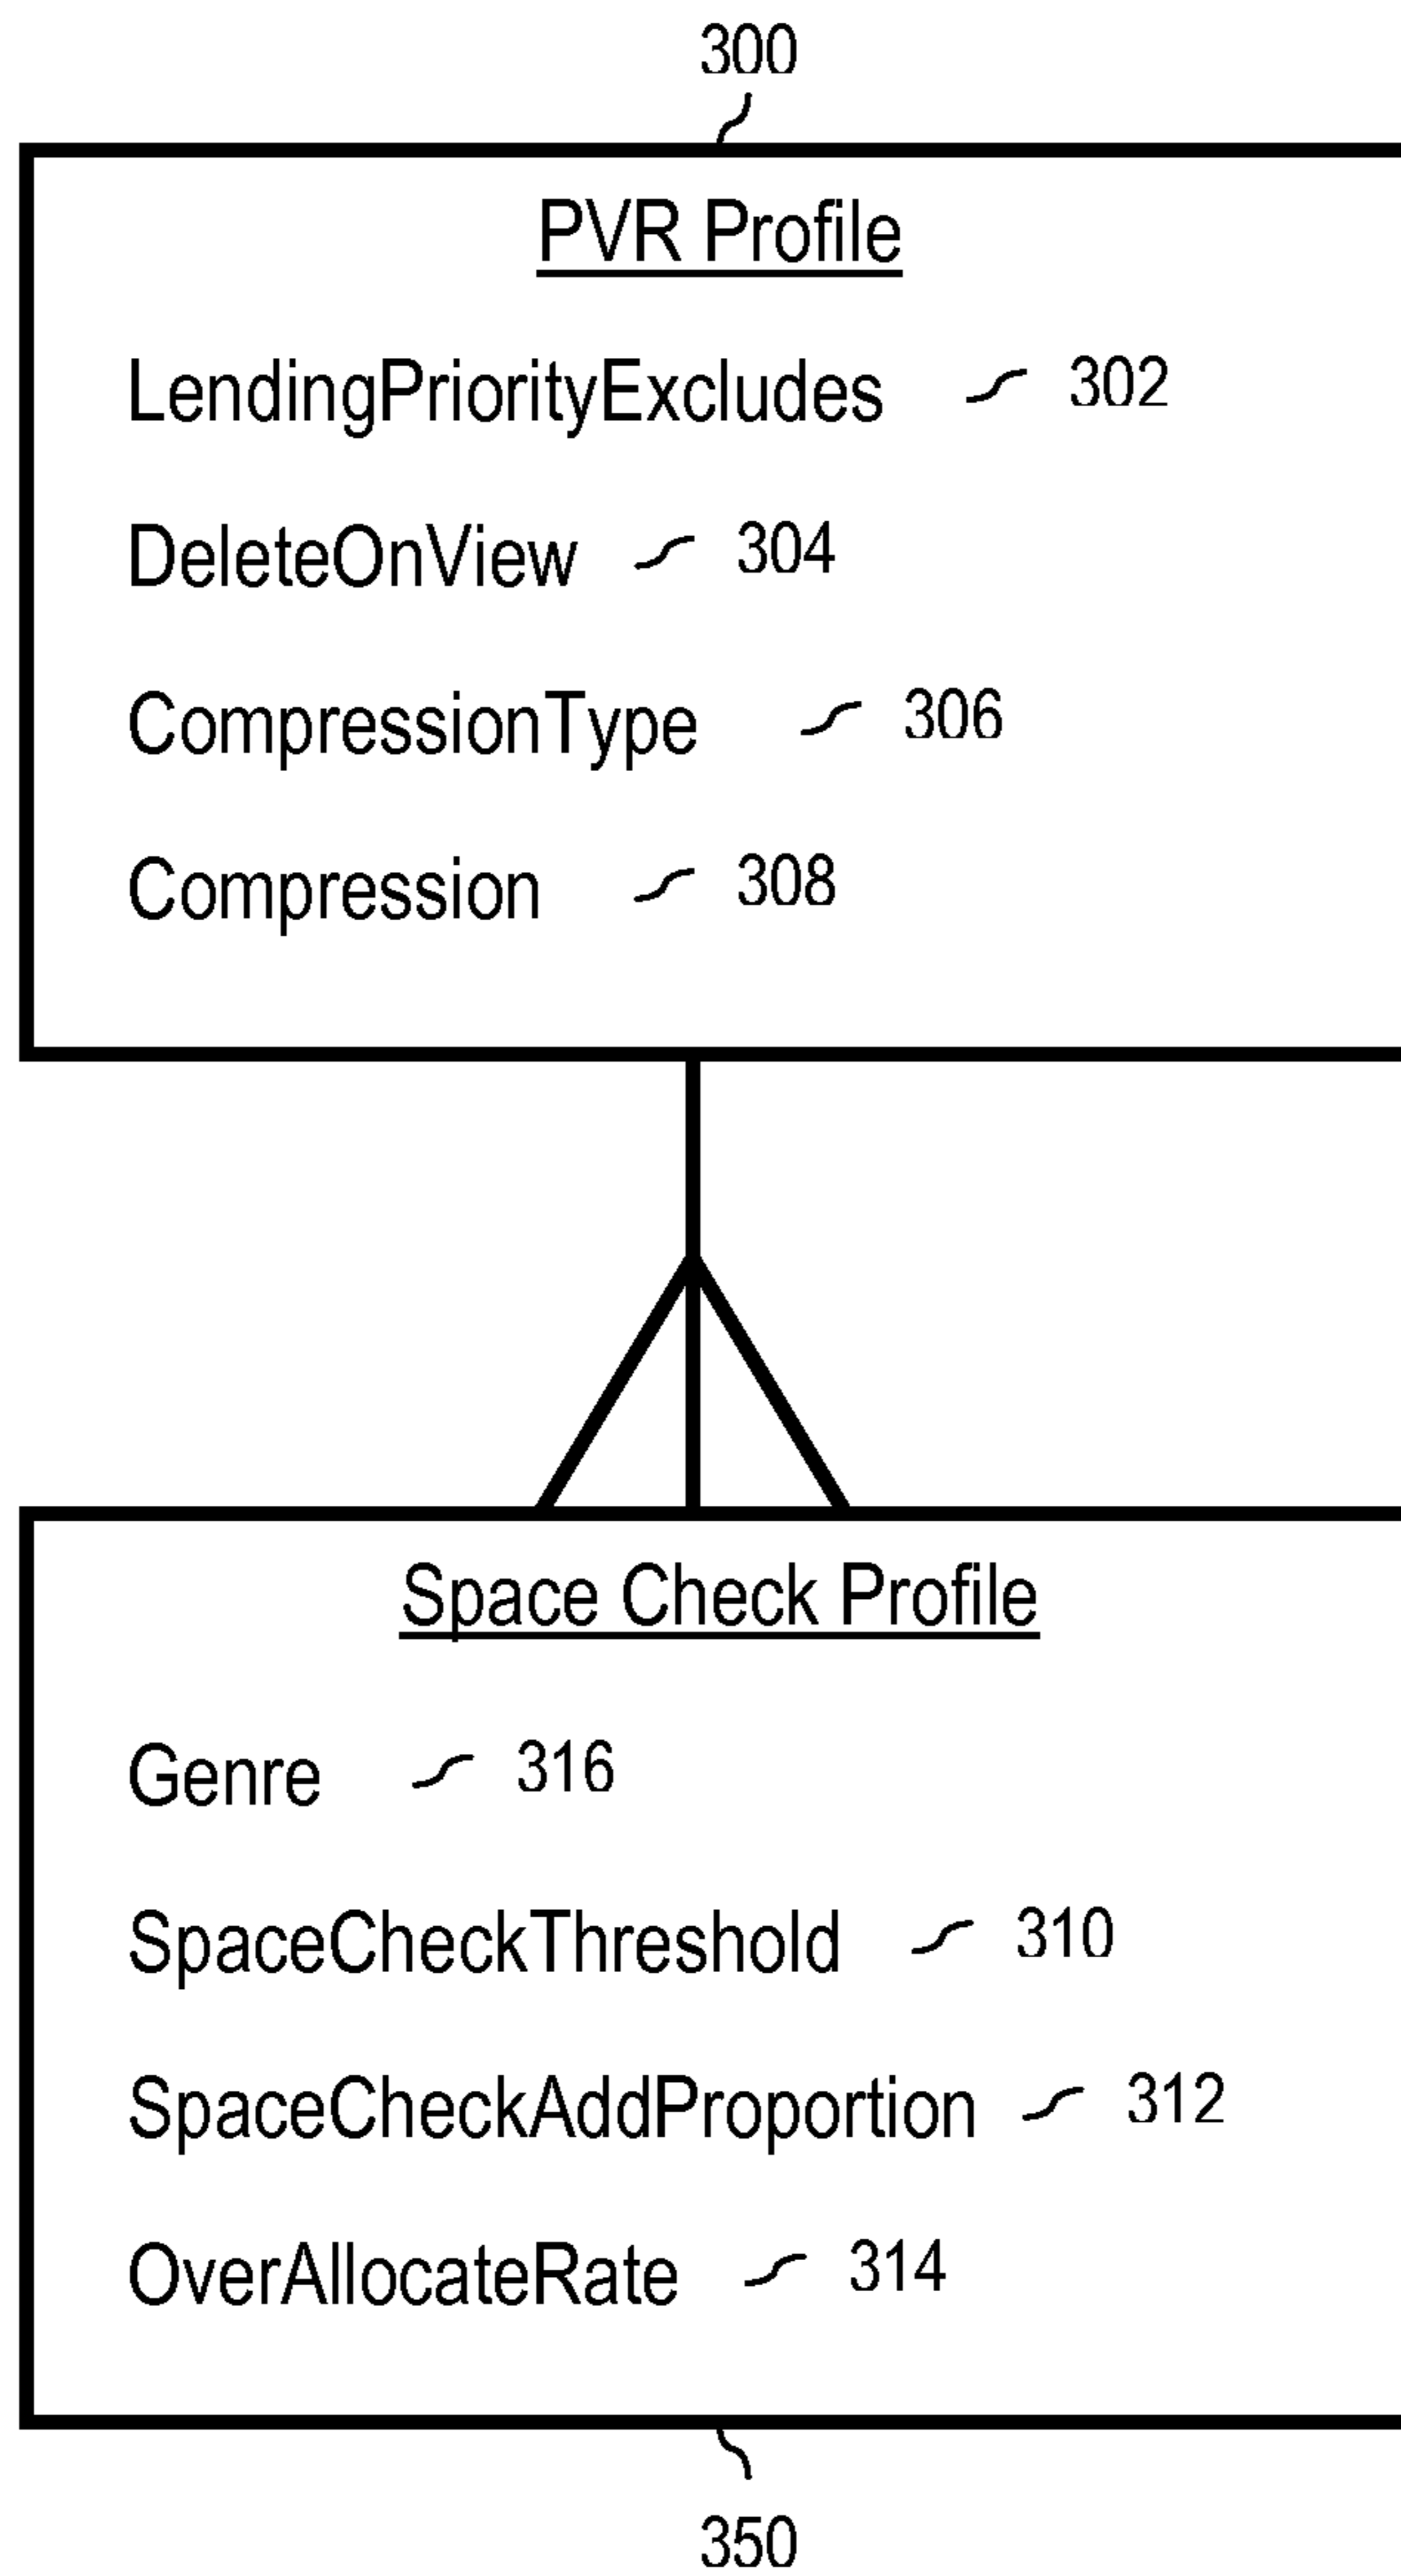 300
PVR Profile
LendingPriorityExcludes 302
DeleteOnView 304
CompressionType 306
Compression 308
Space Check Profile
Genre 316
SpaceCheckThreshold 310
SpaceCheckAddProportion 312
OverAllocateRate 314
350